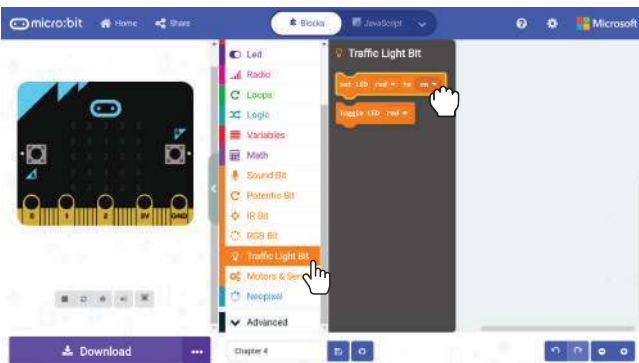 micro:bit Home Share Blocks JavaScript Microsoft
Led
Radio
Loops
Logic
Variables
Math
Sound Bit
Potentio Bit
IR Bit
RGB Bit
Traffic Light Bit
Motors &
Neopixel
Advanced
Traffic Light Bit
set LED red to on
Toggle LED red
0 1 2 3V GND
Download
Chapter 4